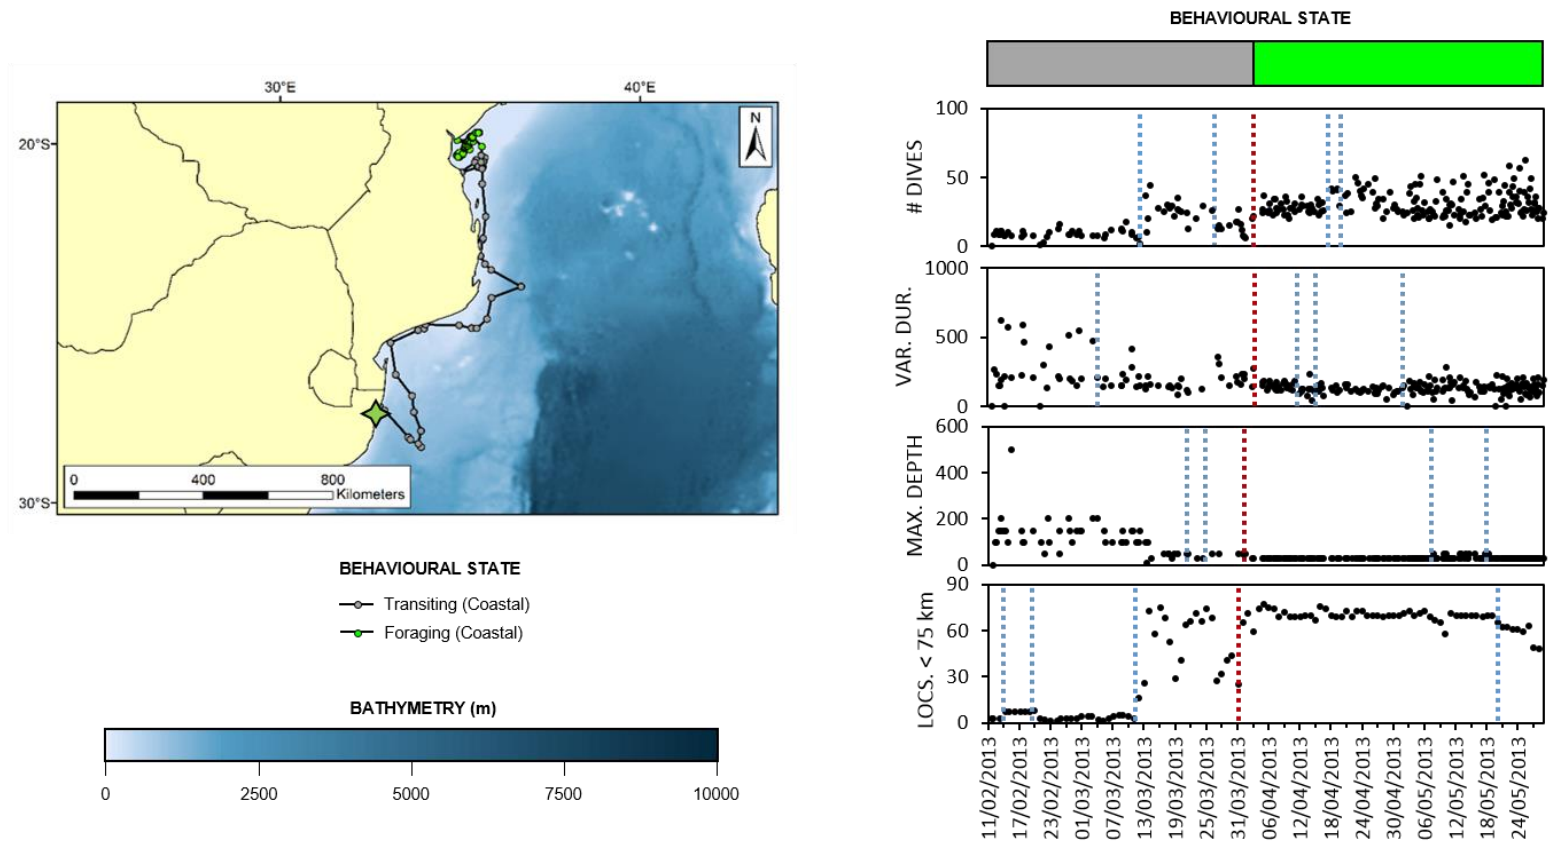 30°E
40°E
20°S
30°S
N
0
400
800
Kilometers
BEHAVIOURAL STATE
Transiting (Coastal)
Foraging (Coastal)
BATHYMETRY (m)
0
2500
5000
7500
10000
BEHAVIOURAL STATE
# DIVES
100
50
0
VAR. DUR.
1000
500
0
MAX. DEPTH
600
400
200
0
LOCS. < 75 km
90
60
30
0
11/02/2013
17/02/2013
23/02/2013
01/03/2013
07/03/2013
13/03/2013
19/03/2013
25/03/2013
31/03/2013
06/04/2013
12/04/2013
18/04/2013
24/04/2013
30/04/2013
06/05/2013
12/05/2013
18/05/2013
24/05/2013